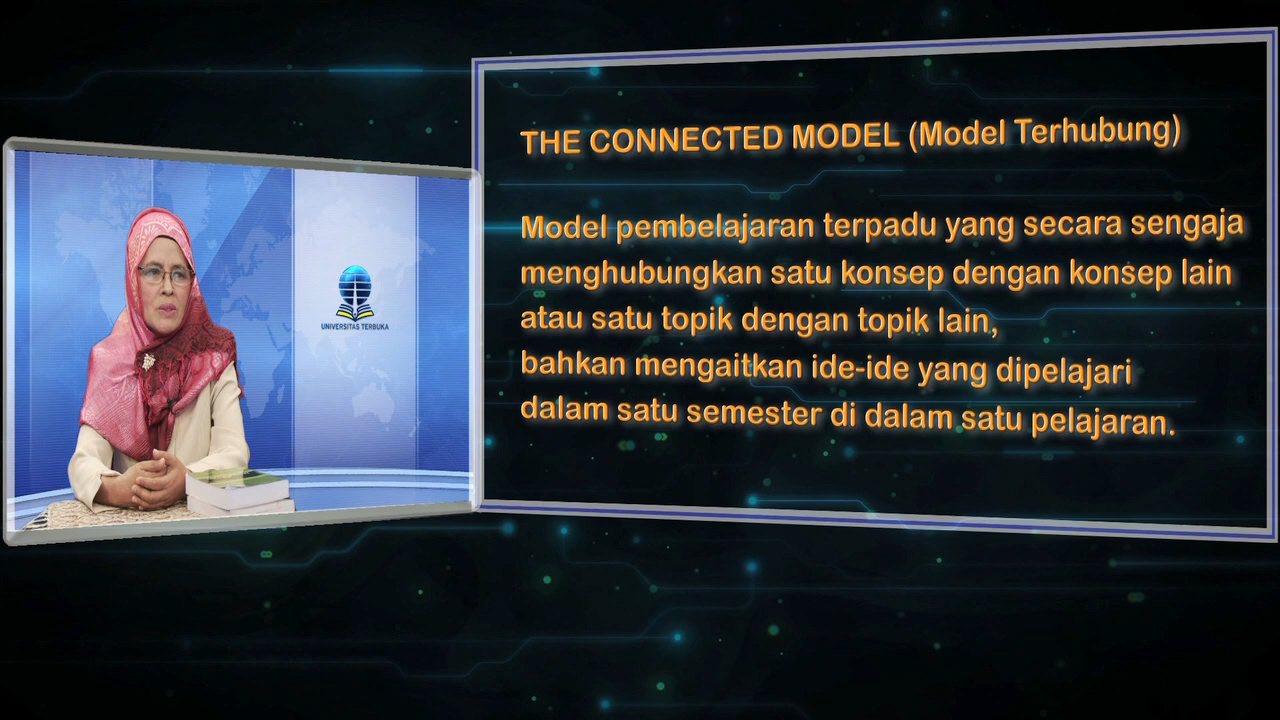 THE CONNECTED MODEL (Model Terhubung)
Model pembelajaran terpadu yang secara sengaja
menghubungkan satu konsep dengan konsep lain
atau satu topik dengan topik lain,
bahkan mengaitkan ide-ide yang dipelajari
dalam satu semester di dalam satu pelajaran.
UNIVERSITAS TERBUKA